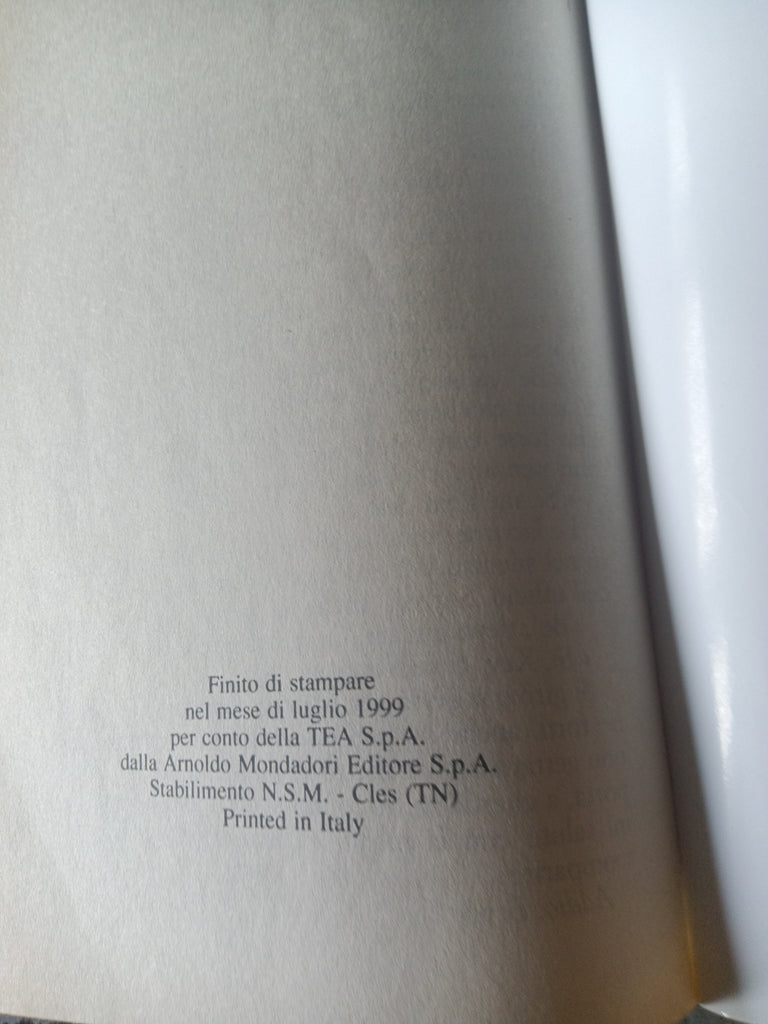 Finito di stampare
nel mese di luglio 1999
per conto della TEA S.p.A.
dalla Arnoldo Mondadori Editore S.p.A.
Stabilimento N.S.M. - Cles (TN)
Printed in Italy